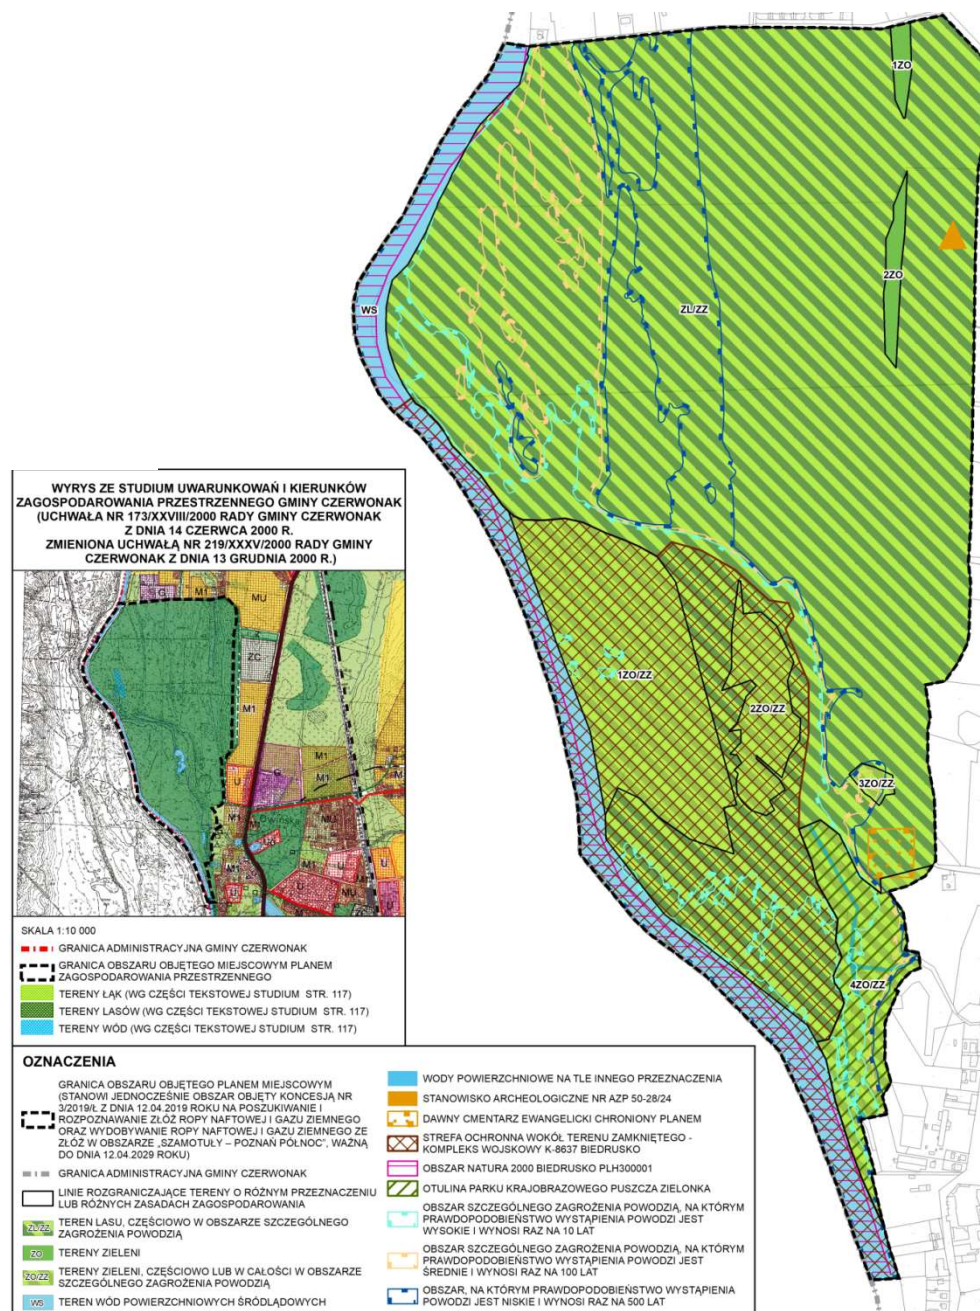 1ZO
2ZO
WS
ZL/ZZ
WYRYS ZE STUDIUM UWARUNKOWAŃ I KIERUNKÓW
ZAGOSPODAROWANIA PRZESTRZENNEGO GMINY CZERWONAK
(UCHWAŁA NR 173/XXVIII/2000 RADY GMINY CZERWONAK
Z DNIA 14 CZERWCA 2000 R.
ZMIENIONA UCHWAŁĄ NR 219/XXXV/2000 RADY GMINY
CZERWONAK Z DNIA 13 GRUDNIA 2000 R.)
G
M1
MU
ZC
M1
U
G
M1
M1
M1
MU
M1
U
U
U
MU
1ZO/ZZ
2ZO/ZZ
3ZO/ZZ
4ZO/ZZ
SKALA 1:10 000
GRANICA ADMINISTRACYJNA GMINY CZERWONAK
GRANICA OBSZARU OBJĘTEGO MIEJSCOWYM PLANEM
ZAGOSPODAROWANIA PRZESTRZENNEGO
TERENY ŁĄK (WG CZĘŚCI TEKSTOWEJ STUDIUM STR. 117)
TERENY LASÓW (WG CZĘŚCI TEKSTOWEJ STUDIUM STR. 117)
TERENY WÓD (WG CZĘŚCI TEKSTOWEJ STUDIUM STR. 117)
OZNACZENIA
GRANICA OBSZARU OBJĘTEGO PLANEM MIEJSCOWYM
(STANOWI JEDNOCZEŚNIE OBSZAR OBJĘTY KONCESJĄ NR
3/2019/Ł Z DNIA 12.04.2019 ROKU NA POSZUKIWANIE I
ROZPOZNAWANIE ZŁÓŻ ROPY NAFTOWEJ I GAZU ZIEMNEGO
ORAZ WYDOBYWANIE ROPY NAFTOWEJ I GAZU ZIEMNEGO ZE
ZŁÓŻ W OBSZARZE „SZAMOTUŁY – POZNAŃ PÓŁNOC”, WAŻNĄ
DO DNIA 12.04.2029 ROKU)
GRANICA ADMINISTRACYJNA GMINY CZERWONAK
LINIE ROZGRANICZAJĄCE TERENY O RÓŻNYM PRZEZNACZENIU
LUB RÓŻNYCH ZASADACH ZAGOSPODAROWANIA
ZL/ZZ TEREN LASU, CZĘŚCIOWO W OBSZARZE SZCZEGÓLNEGO
ZAGROŻENIA POWODZIĄ
ZO TERENY ZIELENI
ZO/ZZ TERENY ZIELENI, CZĘŚCIOWO LUB W CAŁOŚCI W OBSZARZE
SZCZEGÓLNEGO ZAGROŻENIA POWODZIĄ
WS TEREN WÓD POWIERZCHNIOWYCH ŚRÓDLĄDOWYCH
WODY POWIERZCHNIOWE NA TLE INNEGO PRZEZNACZENIA
STANOWISKO ARCHEOLOGICZNE NR AZP 50-28/24
DAWNY CMENTARZ EWANGELICKI CHRONIONY PLANEM
STREFA OCHRONNA WOKÓŁ TERENU ZAMKNIĘTEGO -
KOMPLEKS WOJSKOWY K-8637 BIEDRUSKO
OBSZAR NATURA 2000 BIEDRUSKO PLH300001
OTULINA PARKU KRAJOBRAZOWEGO PUSZCZA ZIELONKA
OBSZAR SZCZEGÓLNEGO ZAGROŻENIA POWODZIĄ, NA KTÓRYM
PRAWDOPODOBIEŃSTWO WYSTĄPIENIA POWODZI JEST
WYSOKIE I WYNOSI RAZ NA 10 LAT
OBSZAR SZCZEGÓLNEGO ZAGROŻENIA POWODZIĄ, NA KTÓRYM
PRAWDOPODOBIEŃSTWO WYSTĄPIENIA POWODZI JEST
ŚREDNIE I WYNOSI RAZ NA 100 LAT
OBSZAR, NA KTÓRYM PRAWDOPODOBIEŃSTWO WYSTĄPIENIA
POWODZI JEST NISKIE I WYNOSI RAZ NA 500 LAT